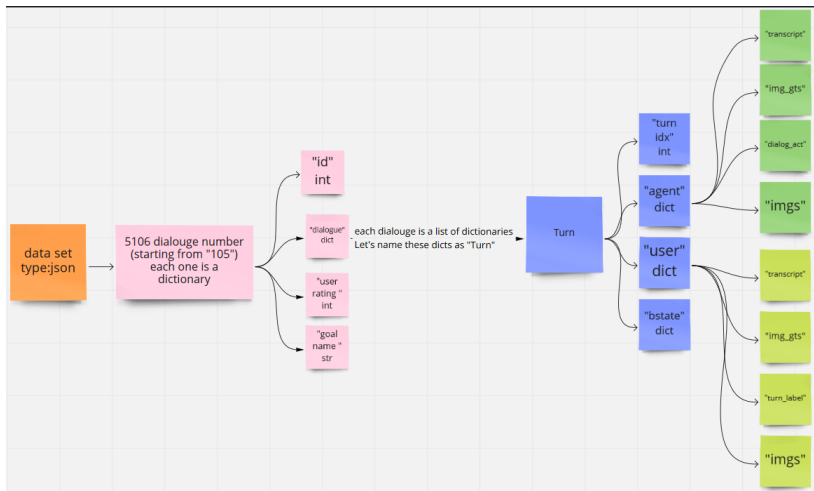 data set
type:json
5106 dialouge number
(starting from "105")
each one is a
dictionary
"id"
int
"dialogue"
dict
"user
rating "
int
"goal
name "
str
each dialouge is a list of dictionaries
Let's name these dicts as "Turn"
Turn
"turn
idx"
int
"agent"
dict
"user"
dict
"bstate"
dict
"transcript"
"img_gts"
"dialog_act"
"imgs"
"transcript"
"img_gts"
"turn_label"
"imgs"